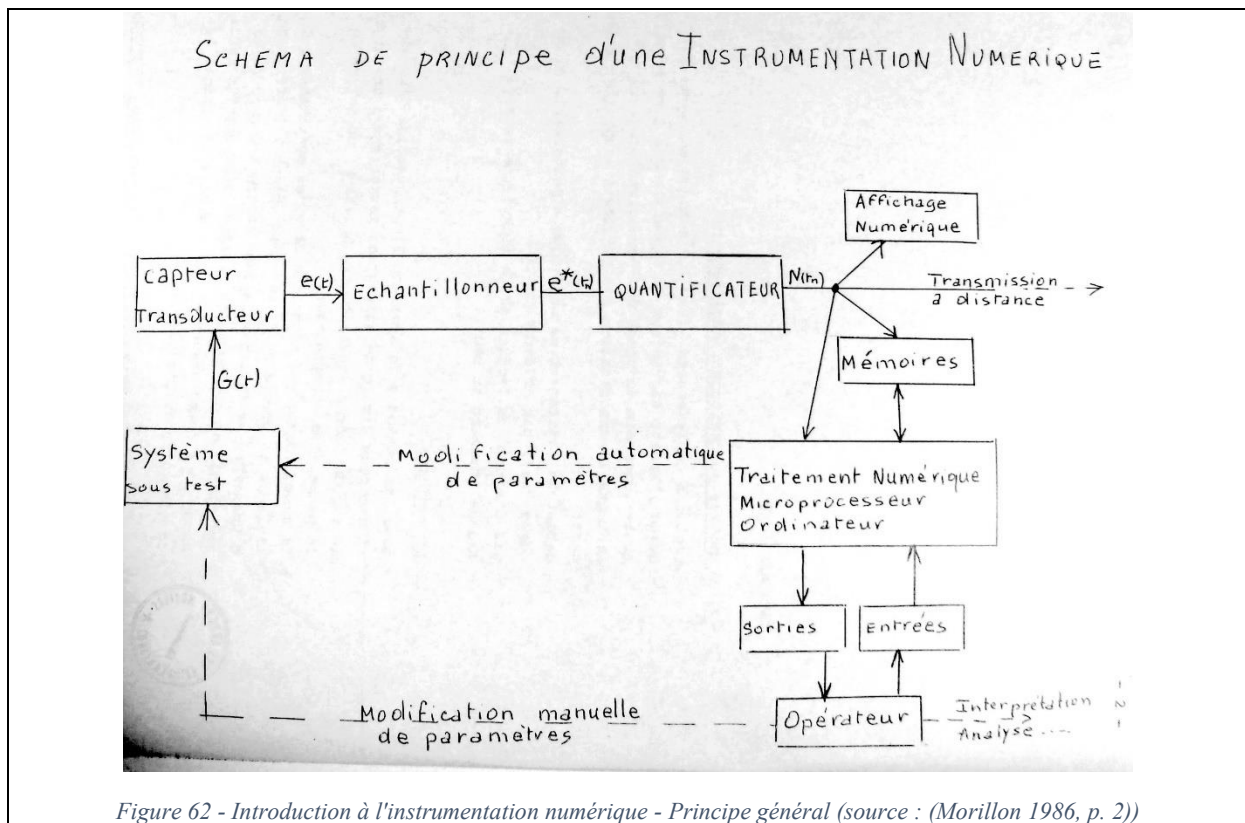 SCHEMA DE PRINCIPE d'une INSTRUMENTATION NUMERIQUE
Affichage
Numérique
Capteur
Transducteur
e(t)
Echantillonneur
e*(tn)
QUANTIFICATEUR
N(tn)
Transmission
à distance
Mémoires
G(t)
Système
sous test
Modification automatique
de paramètres
Traitement Numérique
Microprocesseur
Ordinateur
Sorties
Entrées
Modification manuelle
de paramètres
Opérateur
Interprétation
Analyse....
- 2 -
Figure 62 - Introduction à l'instrumentation numérique - Principe général (source : (Morillon 1986, p. 2))